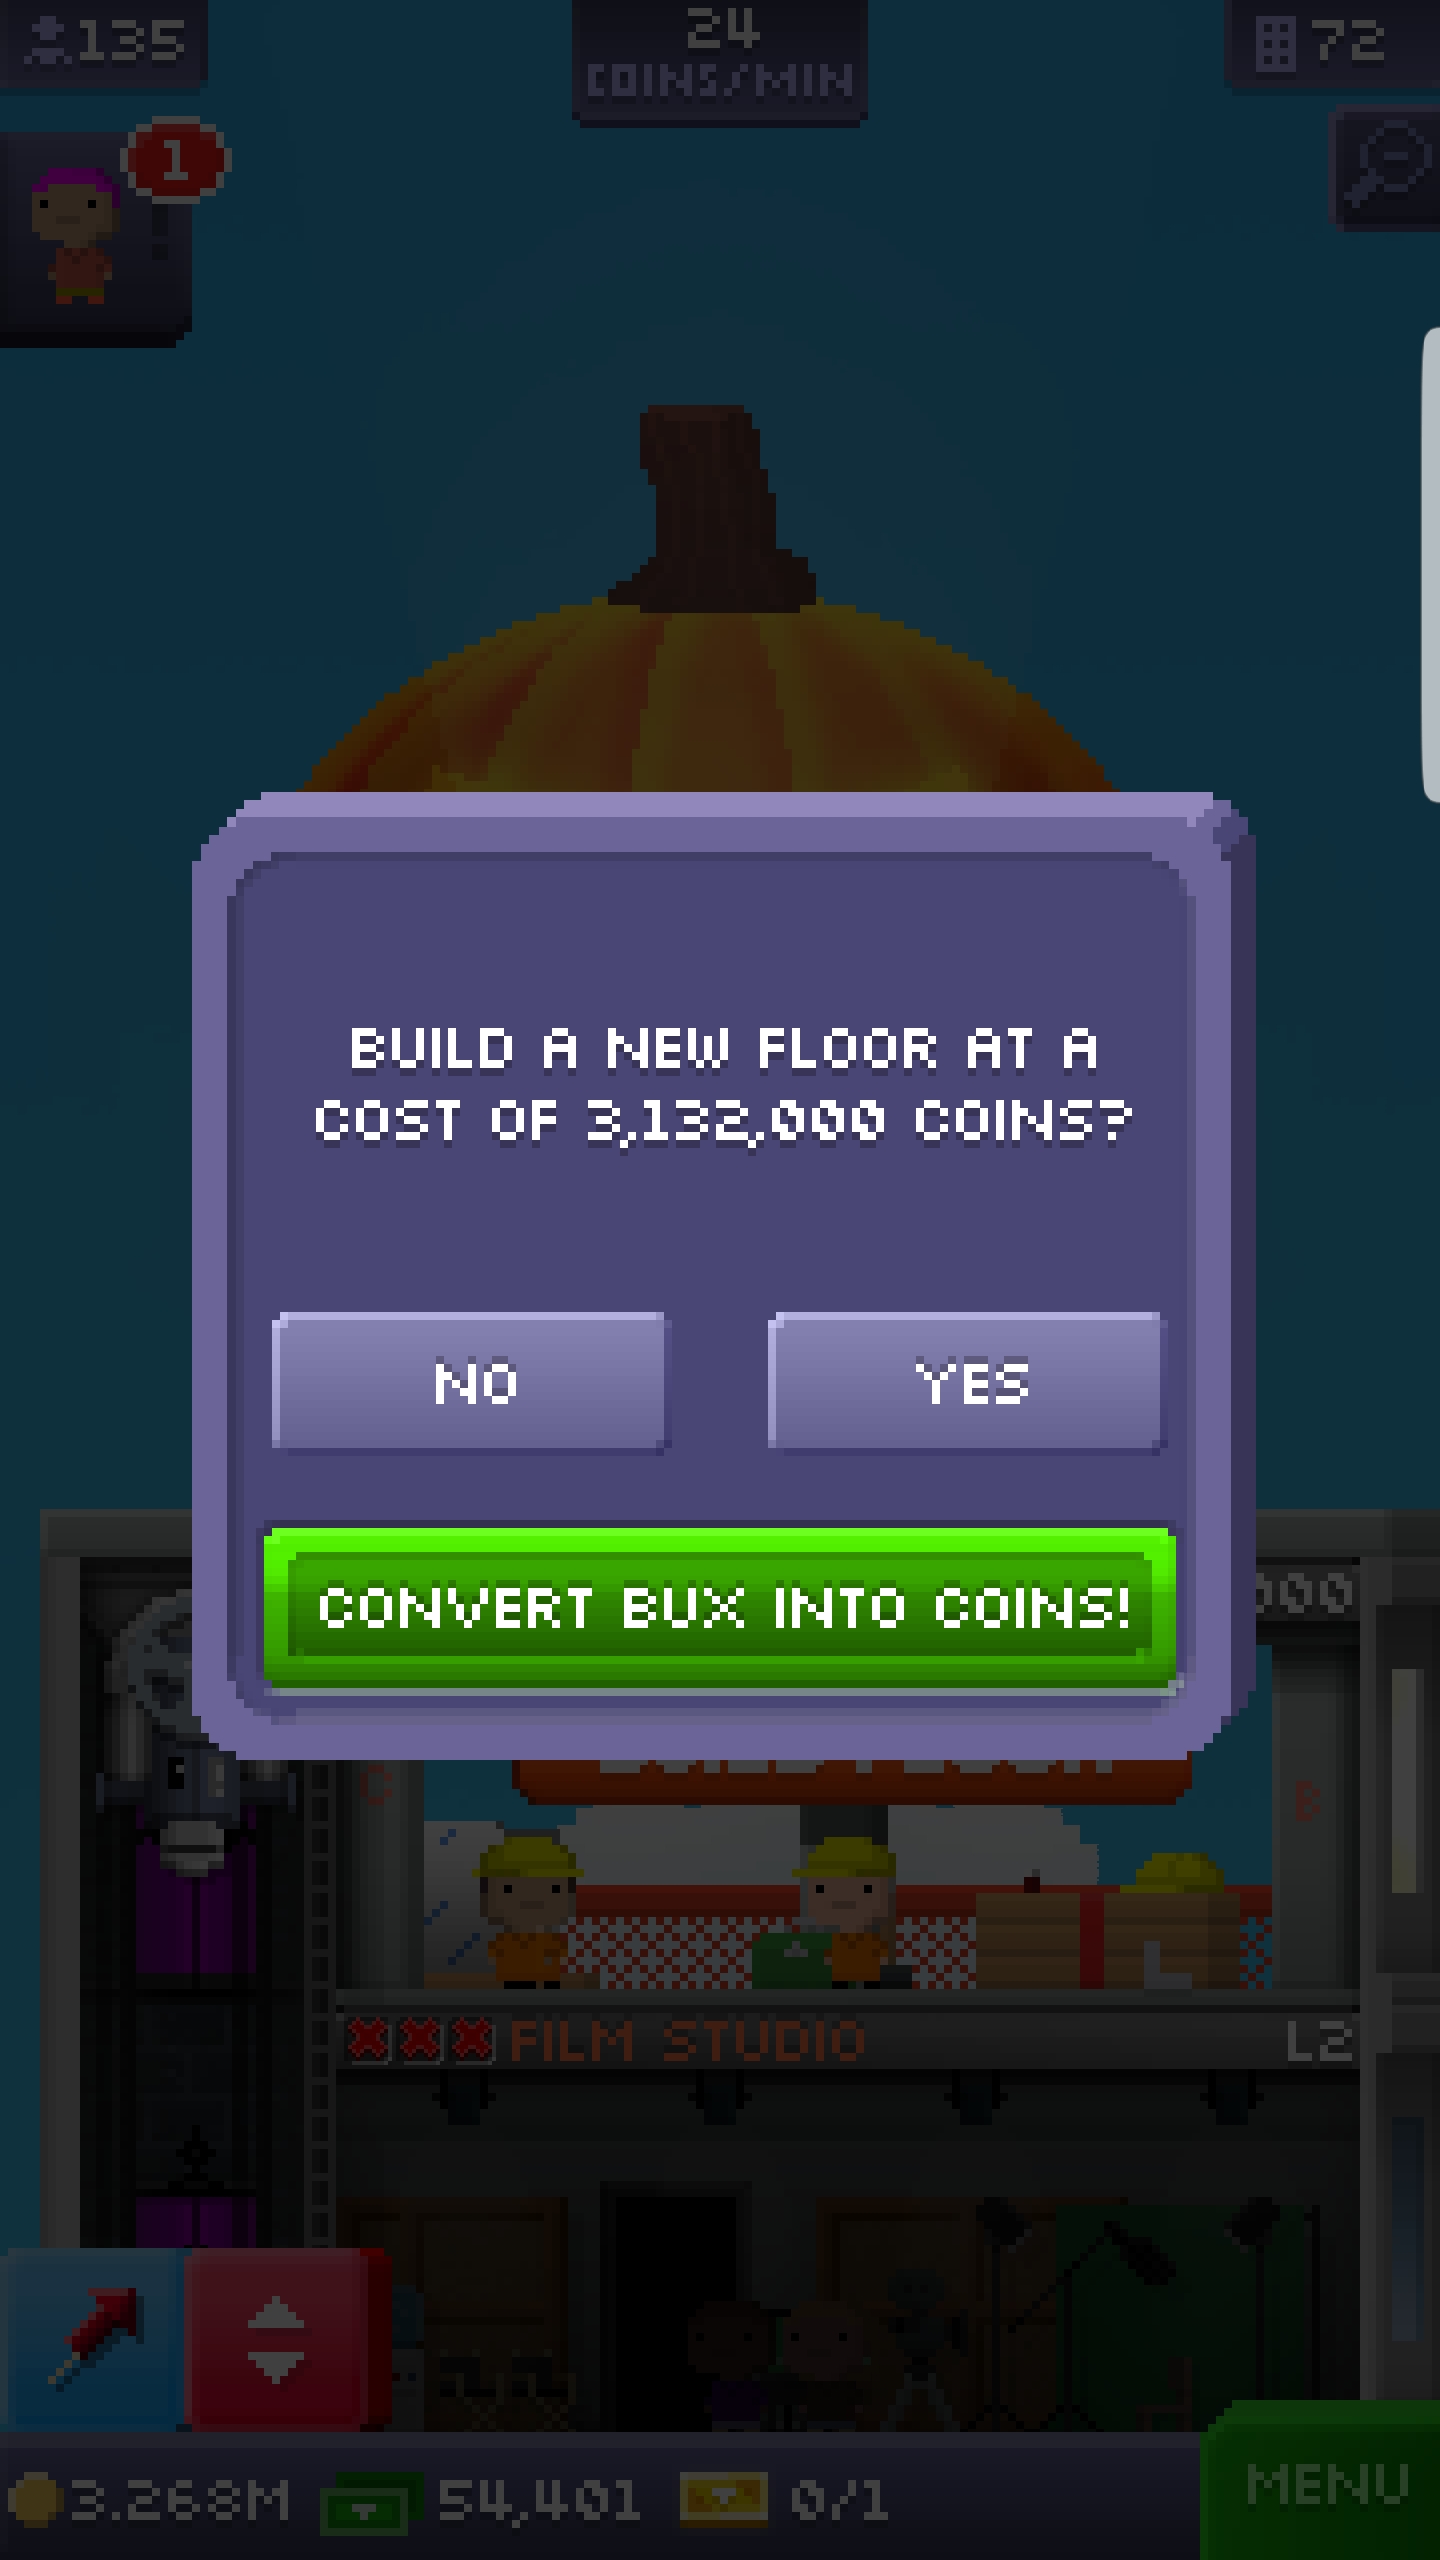 135
24
COINS/MIN
72
1
BUILD A NEW FLOOR AT A
COST OF 3,132,000 COINS?
NO
YES
CONVERT BUX INTO COINS!
000
C
B
L
FILM STUDIO
L2
3.268M
54,401
0/1
MENU